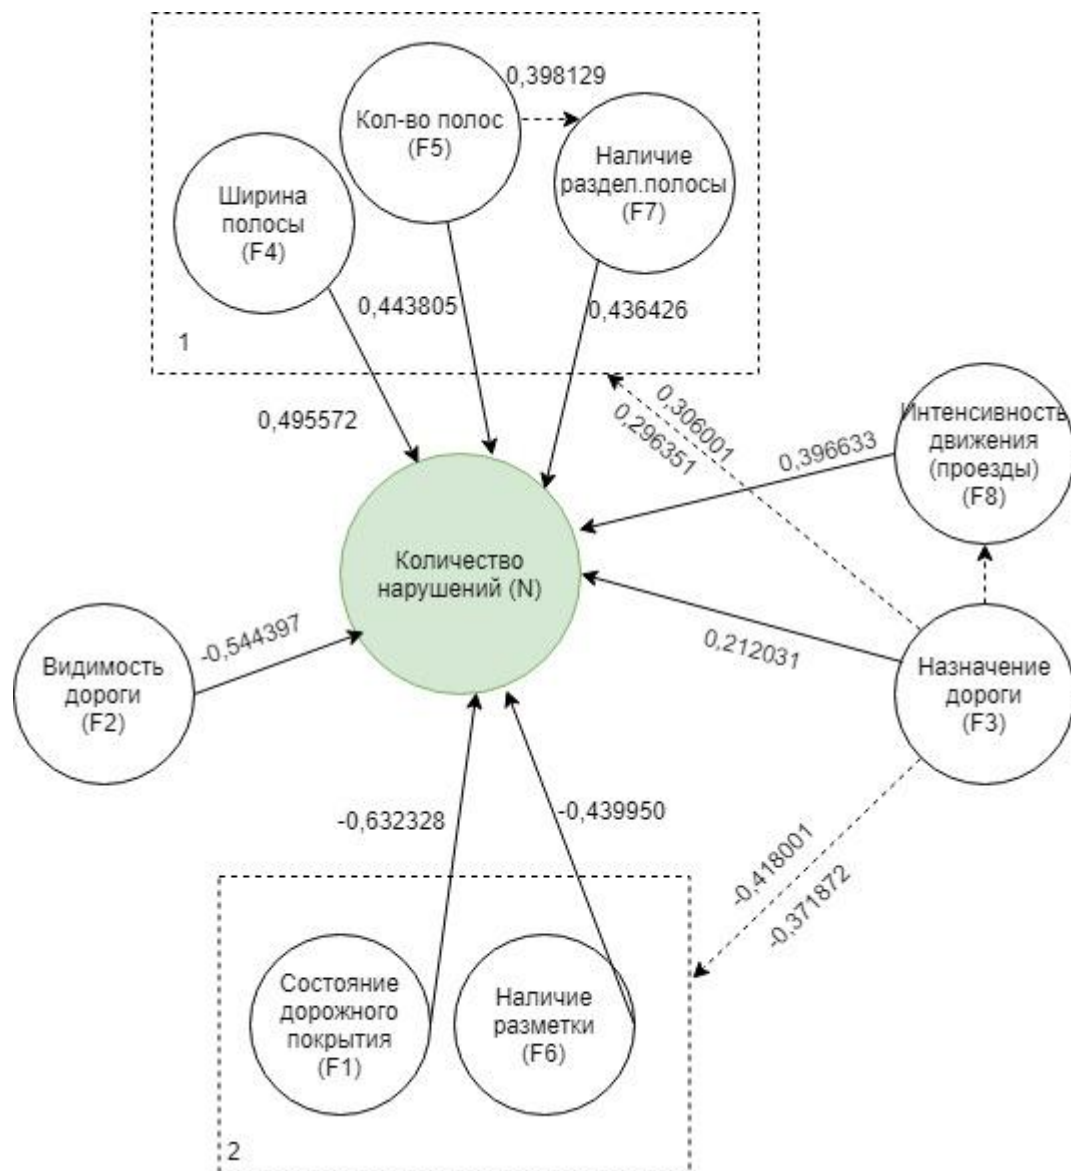 0,398129
Кол-во полос
(F5)
Наличие
раздел.полосы
(F7)
Ширина
полосы
(F4)
0,443805
0,436426
1
0,495572
0,306001
0,296351
Интенсивность
движения
(проезды)
(F8)
0,396633
Количество
нарушений (N)
-0,544397
0,212031
Видимость
дороги
(F2)
Назначение
дороги
(F3)
-0,632328
-0,439950
-0,418001
-0,371872
Состояние
дорожного
покрытия
(F1)
Наличие
разметки
(F6)
2